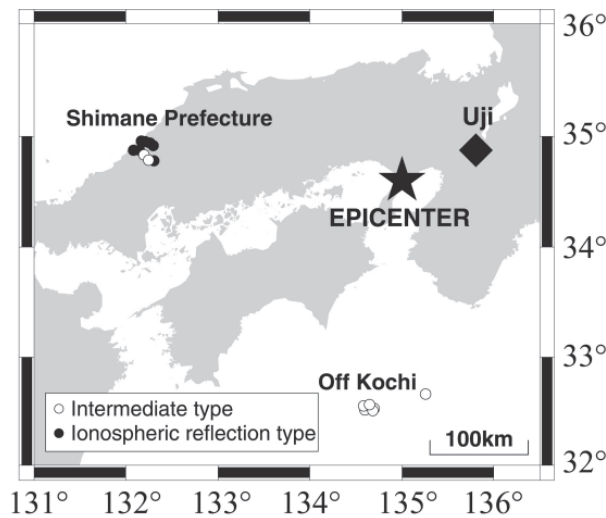 36°
Shimane Prefecture
Uji
35°
EPICENTER
34°
33°
Off Kochi
Intermediate type
Ionospheric reflection type
100km
32°
131° 132° 133° 134° 135° 136°